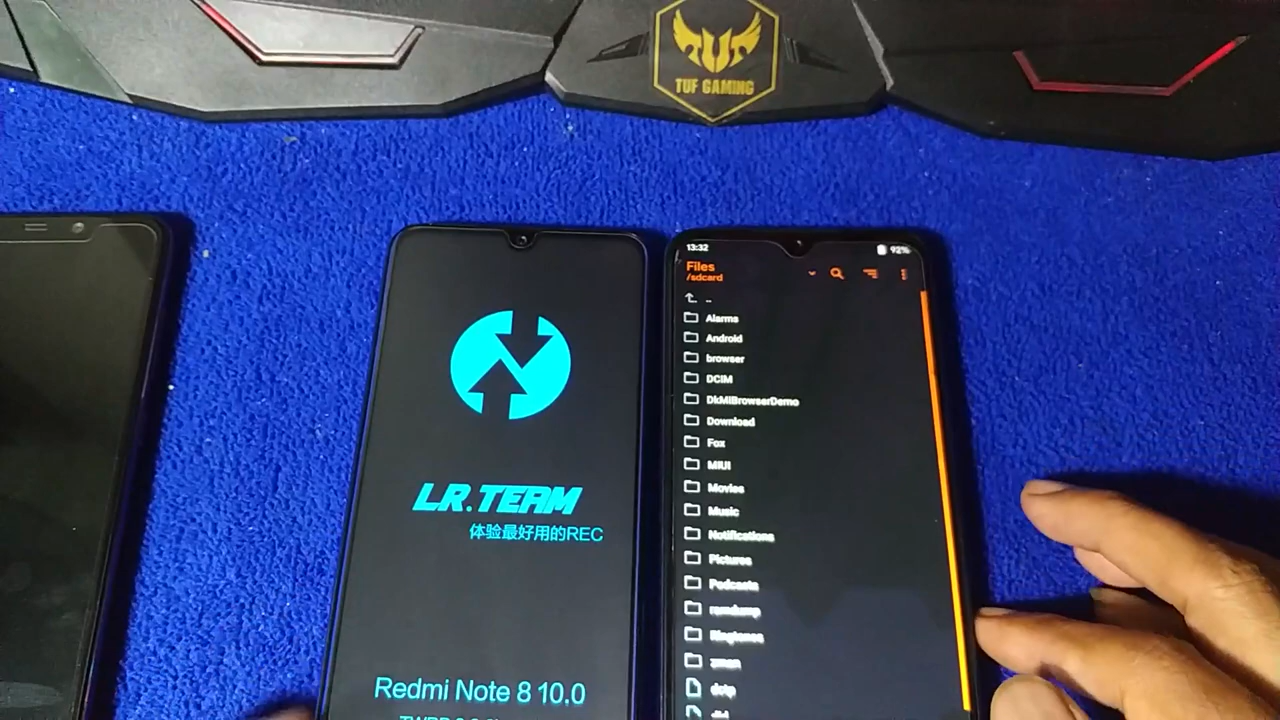 TUF GAMING
LR.TEAM
体验最好用的REC
Redmi Note 8 10.0
13:32
92%
Files
/sdcard
..
Alarms
Android
browser
DCIM
DkMIBrowserDemo
Download
Fox
MIUI
Movies
Music
Notifications
Pictures
Podcasts
ramdump
Ringtones